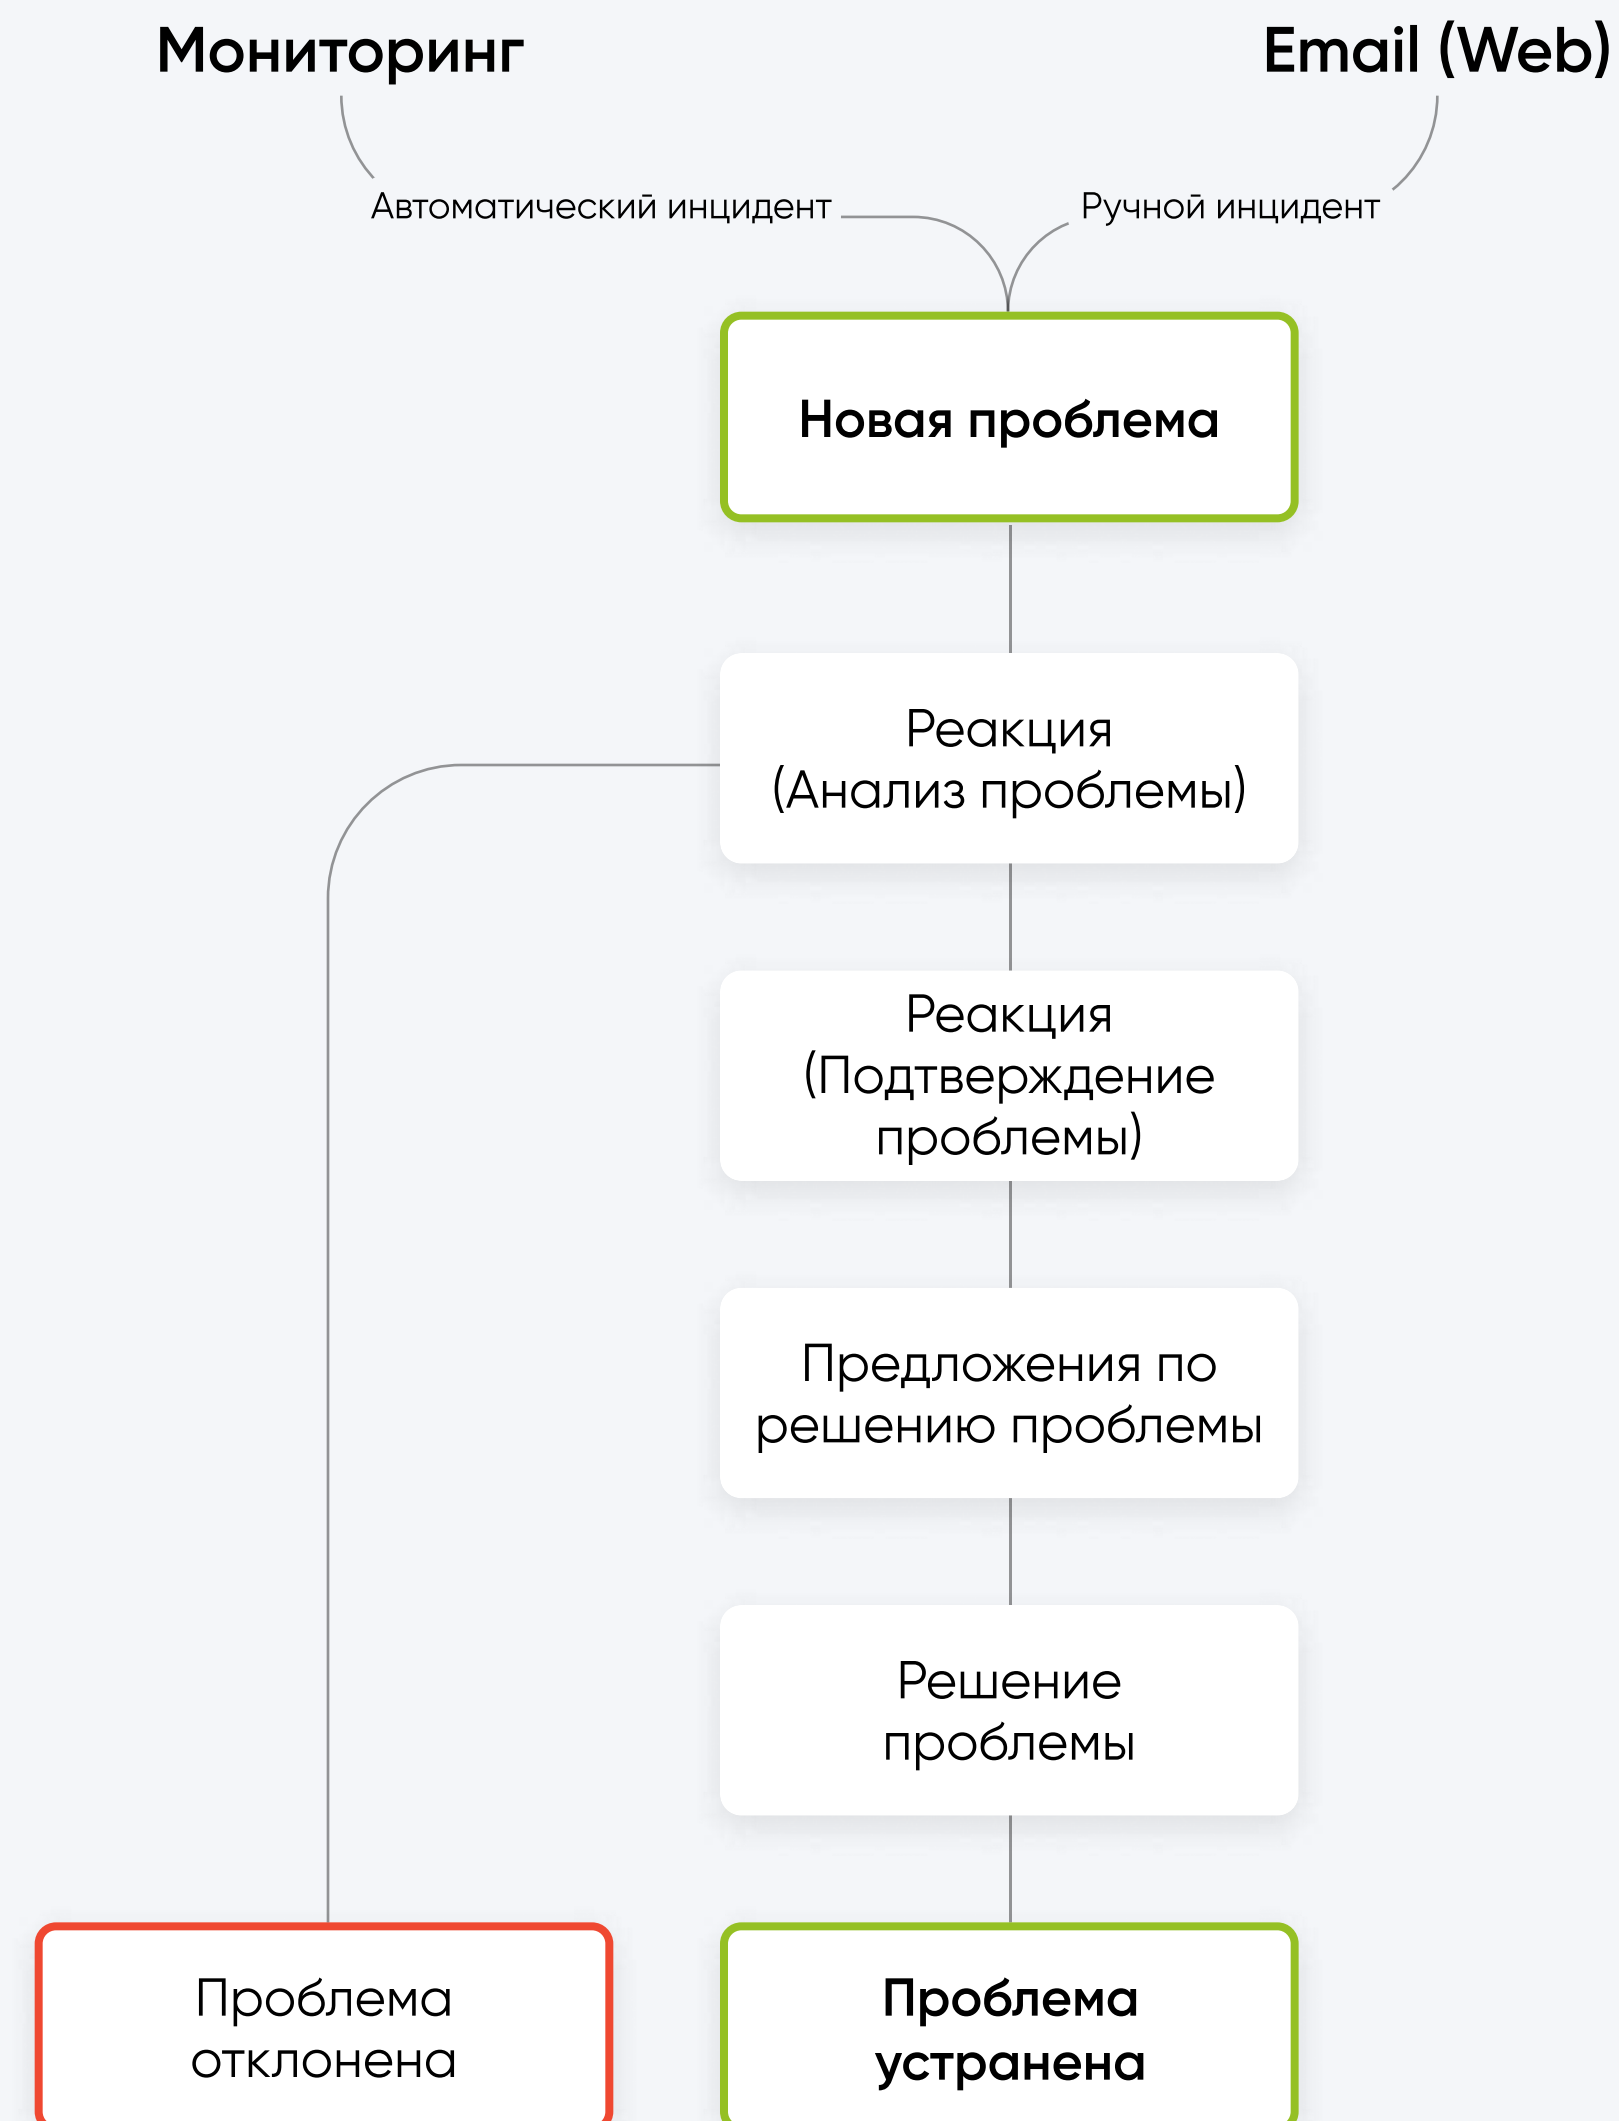 Мониторинг
Email (Web)
Автоматический инцидент
Ручной инцидент
Новая проблема
Реакция
(Анализ проблемы)
Реакция
(Подтверждение
проблемы)
Предложения по
решению проблемы
Решение
проблемы
Проблема
отклонена
Проблема
устранена